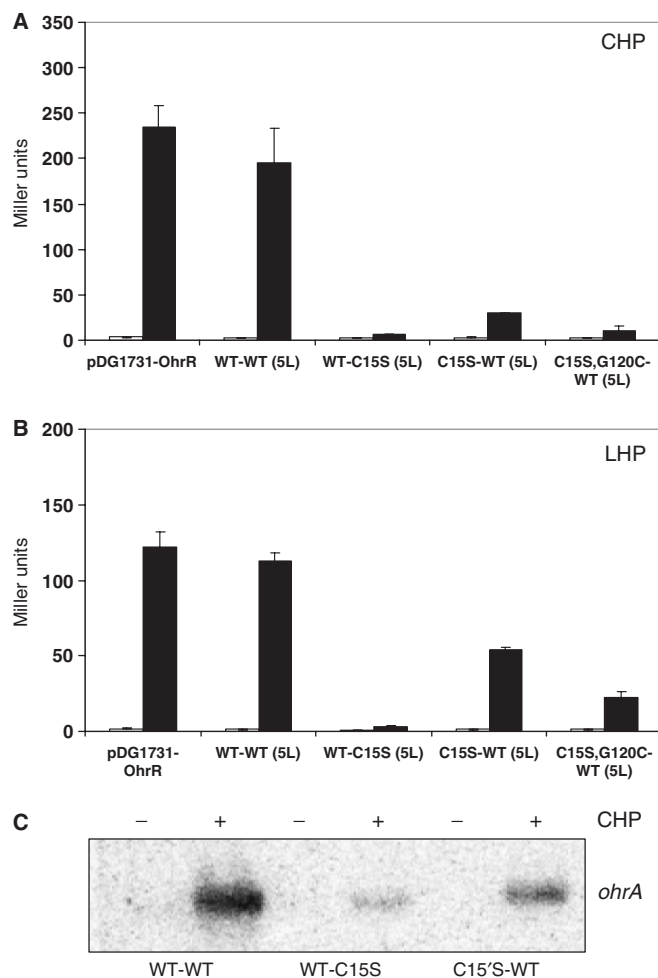 A
CHP
350
300
250
200
150
100
50
0
Miller units
pDG1731-OhrR
WT-WT (5L)
WT-C15S (5L)
C15S-WT (5L)
C15S,G120C-
WT (5L)
B
LHP
200
150
100
50
0
Miller units
pDG1731-
OhrR
WT-WT (5L)
WT-C15S (5L)
C15S-WT (5L)
C15S,G120C-
WT (5L)
C
– + – + – + CHP
ohrA
WT-WT WT-C15S C15′S-WT